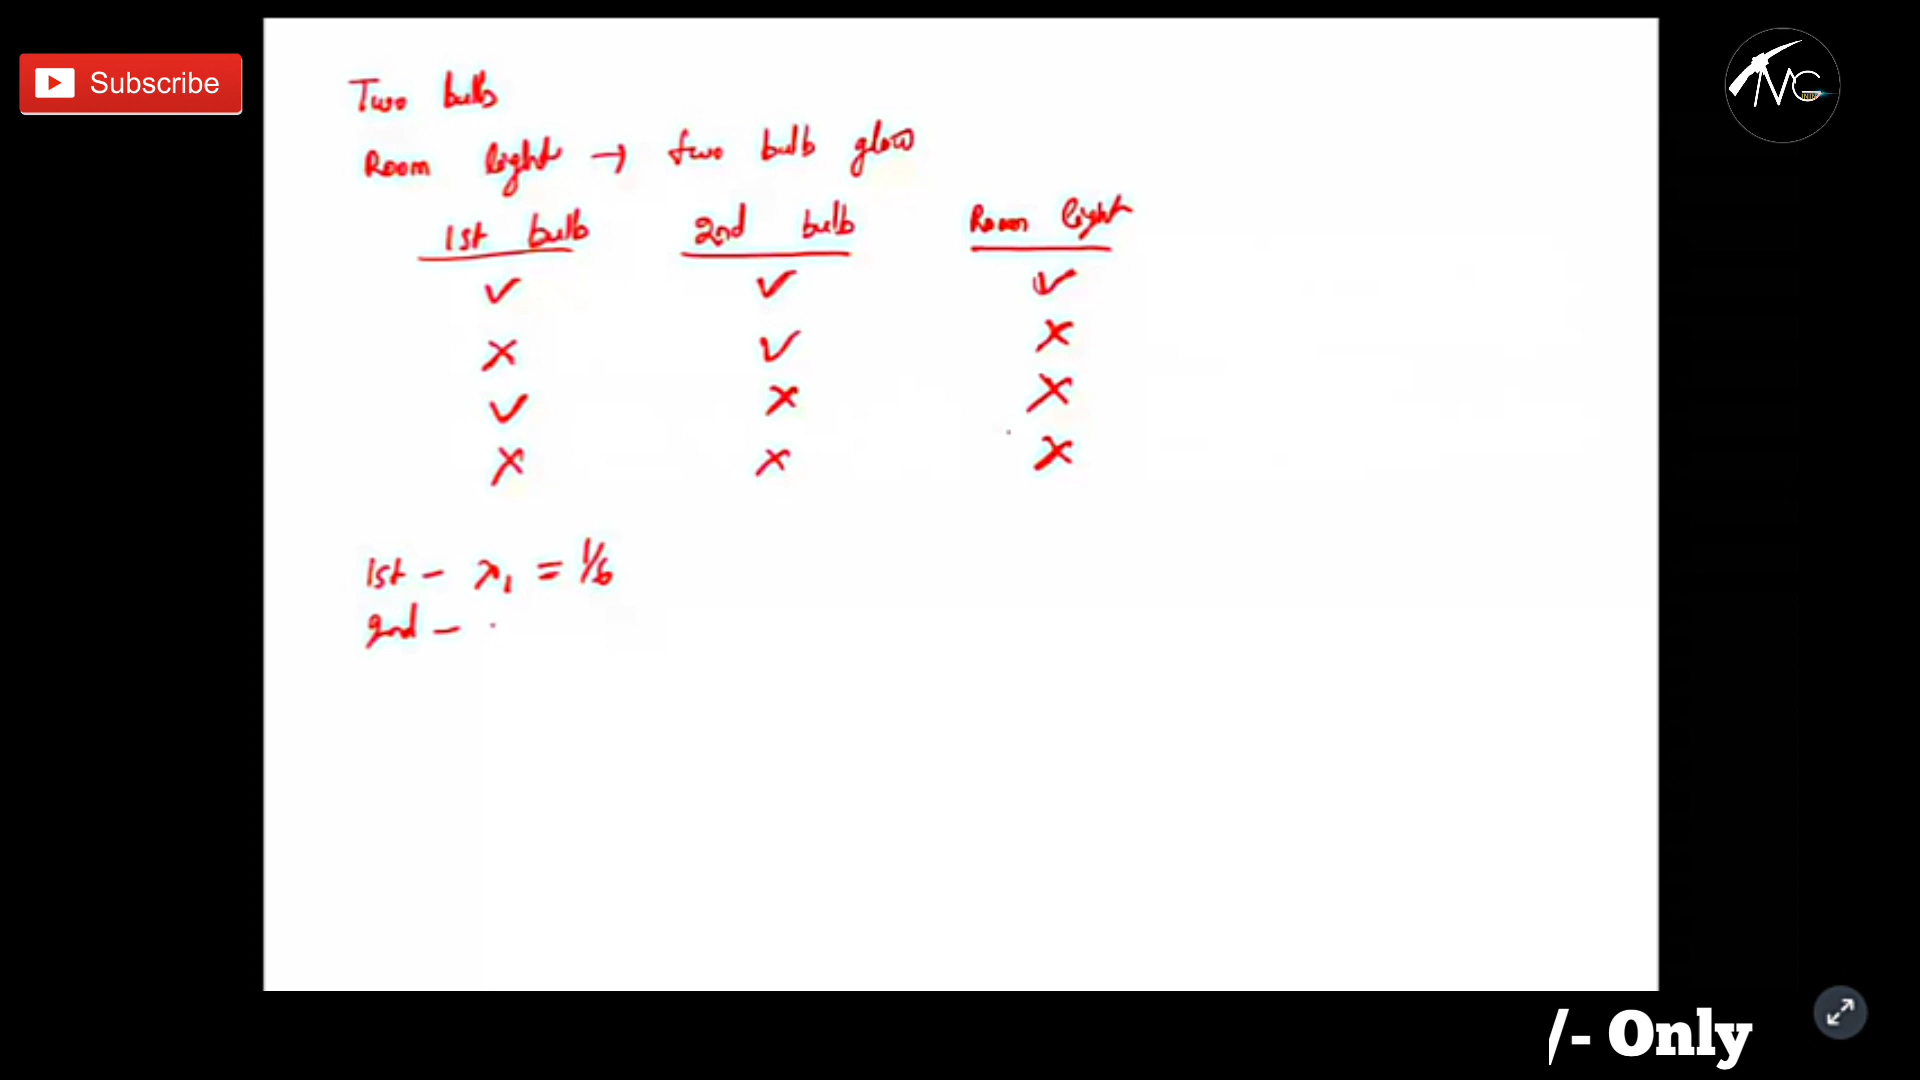 Subscribe
Two bulb
Room light → two bulb glow
1st bulb 2nd bulb Room light
✓ ✓ ✓
✗ ✓ ✗
✓ ✗ ✗
✗ ✗ ✗
1st - λ₁ = 1/6
2nd -
/- Only